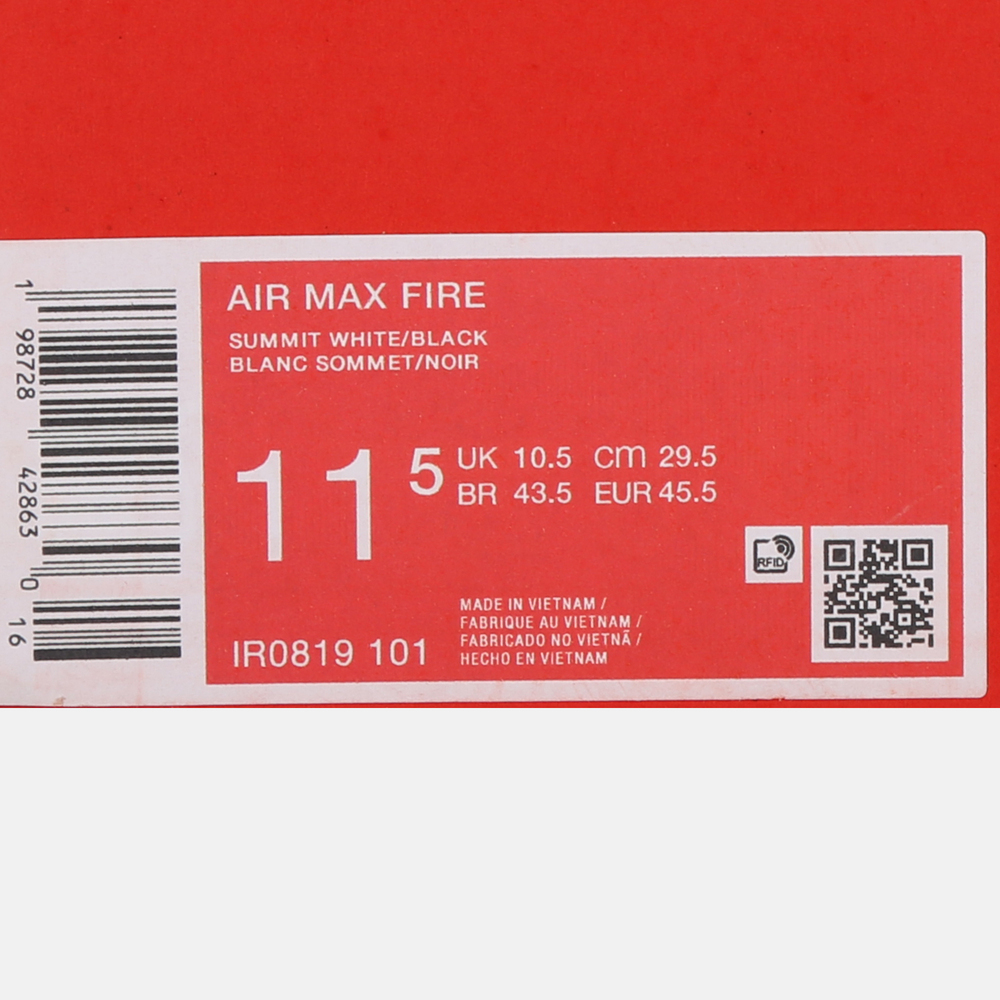 AIR MAX FIRE
SUMMIT WHITE/BLACK
BLANC SOMMET/NOIR
11 5
UK 10.5 cm 29.5
BR 43.5 EUR 45.5
RFID
MADE IN VIETNAM /
FABRIQUE AU VIETNAM /
FABRICADO NO VIETNÃ /
HECHO EN VIETNAM
IR0819 101
1 98728 42863 0 16